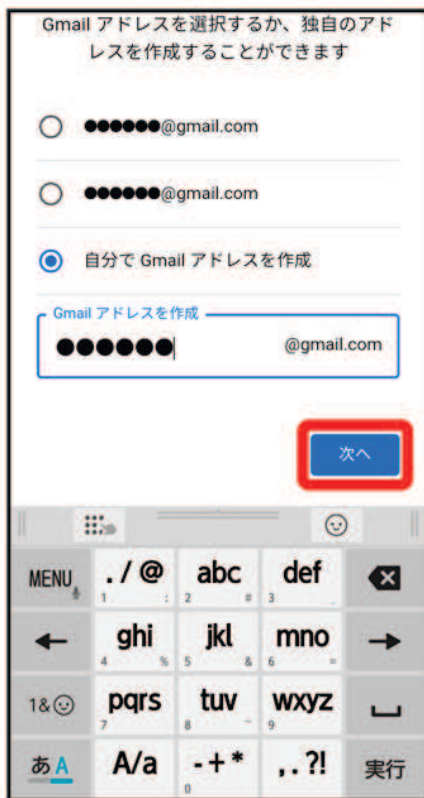 Gmail アドレスを選択するか、独自のアド
レスを作成することができます
●●●●●●@gmail.com
●●●●●●@gmail.com
自分で Gmail アドレスを作成
Gmail アドレスを作成
●●●●●● @gmail.com
次へ
MENU ./@ abc def
1 : 2 # 3 _
ghi jkl mno
4 % 5 & 6 =
1& pqrs tuv wxyz
7 8 ~ 9
あA A/a -+* ,.?! 実行
0